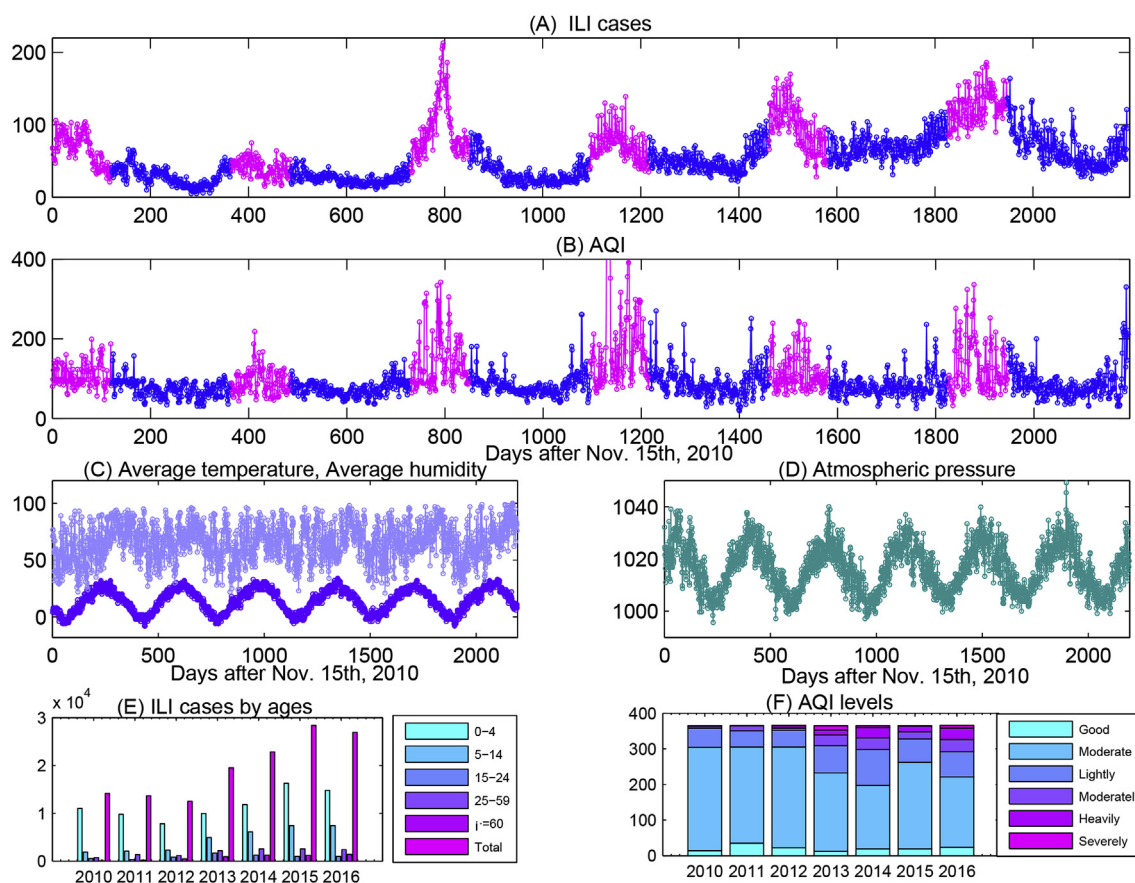 (A) ILI cases
200
100
0
0 200 400 600 800 1000 1200 1400 1600 1800 2000
(B) AQI
400
200
0
0 200 400 600 800 1000 1200 1400 1600 1800 2000
Days after Nov. 15th, 2010
(C) Average temperature, Average humidity
100
50
0
0 500 1000 1500 2000
Days after Nov. 15th, 2010
(D) Atmospheric pressure
1040
1020
1000
0 500 1000 1500 2000
Days after Nov. 15th, 2010
x 10^4
(E) ILI cases by ages
3
2
1
0
2010 2011 2012 2013 2014 2015 2016
0-4
5-14
15-24
25-59
¡·=60
Total
(F) AQI levels
400
300
200
100
0
2010 2011 2012 2013 2014 2015 2016
Good
Moderate
Lightly
Moderatel
Heavily
Severely